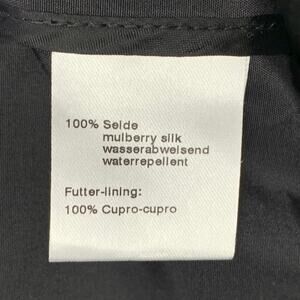 100% Seide
mulberry silk
wasserabweisend
waterrepellent
Futter-lining:
100% Cupro-cupro